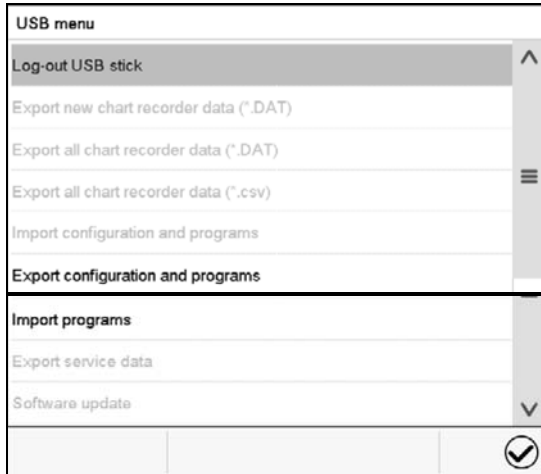 USB menu
Log-out USB stick
Export new chart recorder data (*.DAT)
Export all chart recorder data (*.DAT)
Export all chart recorder data (*.csv)
Import configuration and programs
Export configuration and programs
Import programs
Export service data
Software update